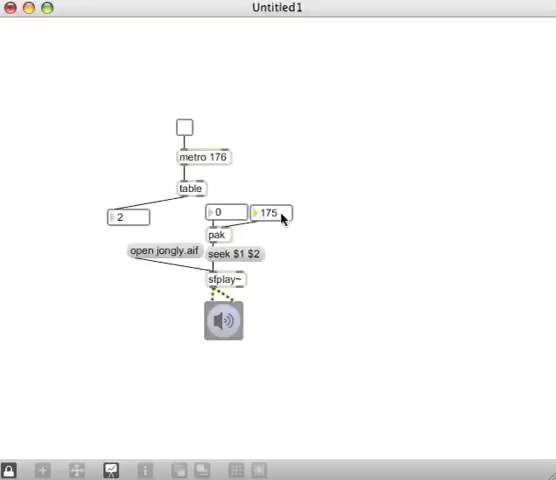 Untitled1
metro 176
table
2
0
175
pak
open jongly.aif
seek $1 $2
sfplay~